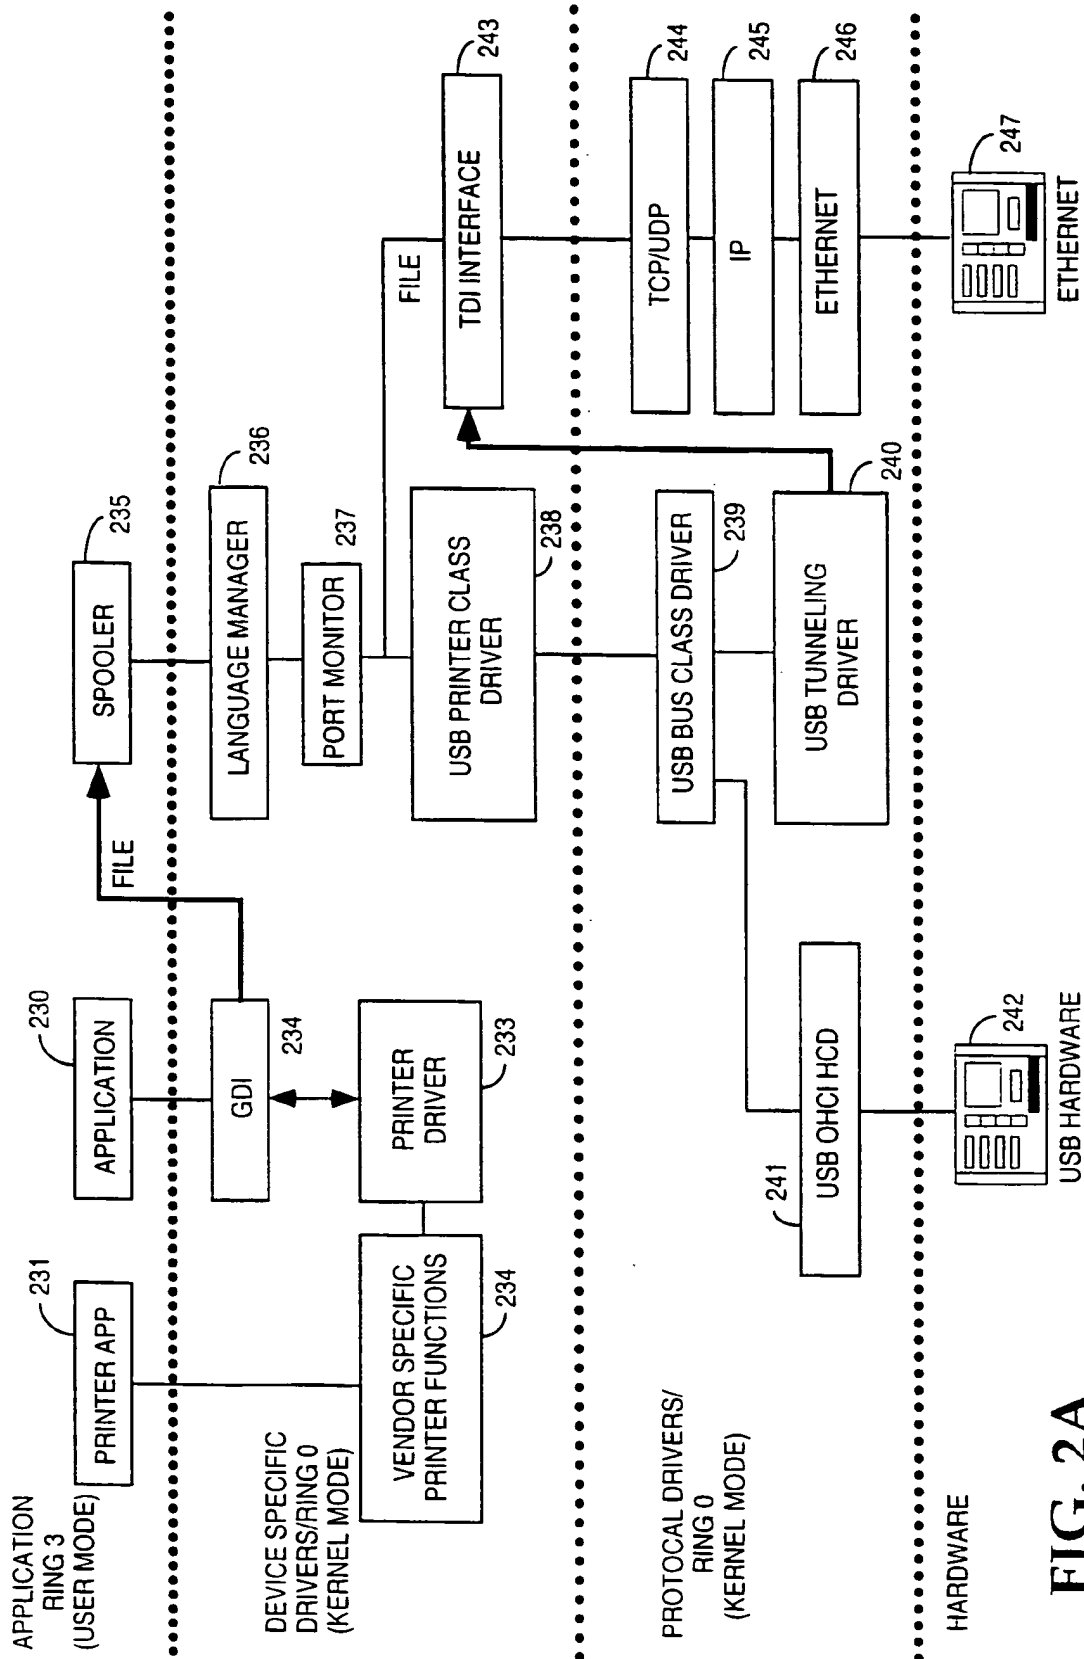 APPLICATION
RING 3
(USER MODE)
231
PRINTER APP
230
APPLICATION
235
SPOOLER
FILE
DEVICE SPECIFIC
DRIVERS/RING 0
(KERNEL MODE)
GDI
234
236
LANGUAGE MANAGER
237
PORT MONITOR
FILE
VENDOR SPECIFIC
PRINTER FUNCTIONS
234
PRINTER
DRIVER
233
USB PRINTER CLASS
DRIVER
238
TDI INTERFACE
243
PROTOCAL DRIVERS/
RING 0
(KERNEL MODE)
USB BUS CLASS DRIVER
239
TCP/UDP
244
IP
245
241
USB OHCI HCD
USB TUNNELING
DRIVER
240
ETHERNET
246
HARDWARE
242
USB HARDWARE
247
ETHERNET
FIG. 2A